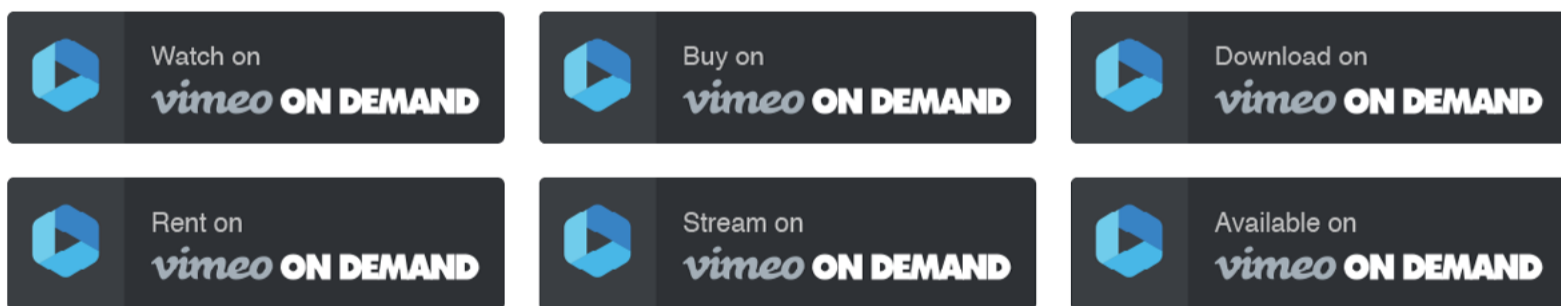 Watch on
vimeo ON DEMAND
Buy on
vimeo ON DEMAND
Download on
vimeo ON DEMAND
Rent on
vimeo ON DEMAND
Stream on
vimeo ON DEMAND
Available on
vimeo ON DEMAND